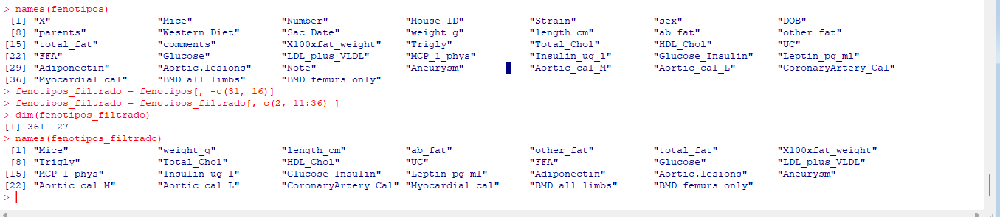 > names(fenotipos)
 [1] "X"                  "Mice"               "Number"             "Mouse_ID"           "Strain"             "sex"                "DOB"
 [8] "parents"            "Western_Diet"       "Sac_Date"           "weight_g"           "length_cm"          "ab_fat"             "other_fat"
[15] "total_fat"          "comments"           "X100xfat_weight"    "Trigly"             "Total_Chol"         "HDL_Chol"           "UC"
[22] "FFA"                "Glucose"            "LDL_plus_VLDL"      "MCP_1_phys"         "Insulin_ug_l"       "Glucose_Insulin"    "Leptin_pg_ml"
[29] "Adiponectin"        "Aortic.lesions"     "Note"               "Aneurysm"           "Aortic_cal_M"       "Aortic_cal_L"       "CoronaryArtery_Cal"
[36] "Myocardial_cal"     "BMD_all_limbs"      "BMD_femurs_only"
> fenotipos_filtrado = fenotipos[, -c(31, 16)]
> fenotipos_filtrado = fenotipos_filtrado[, c(2, 11:36) ]
> dim(fenotipos_filtrado)
[1] 361  27
> names(fenotipos_filtrado)
 [1] "Mice"               "weight_g"           "length_cm"          "ab_fat"             "other_fat"          "total_fat"          "X100xfat_weight"
 [8] "Trigly"             "Total_Chol"         "HDL_Chol"           "UC"                 "FFA"                "Glucose"            "LDL_plus_VLDL"
[15] "MCP_1_phys"         "Insulin_ug_l"       "Glucose_Insulin"    "Leptin_pg_ml"       "Adiponectin"        "Aortic.lesions"     "Aneurysm"
[22] "Aortic_cal_M"       "Aortic_cal_L"       "CoronaryArtery_Cal" "Myocardial_cal"     "BMD_all_limbs"      "BMD_femurs_only"
>